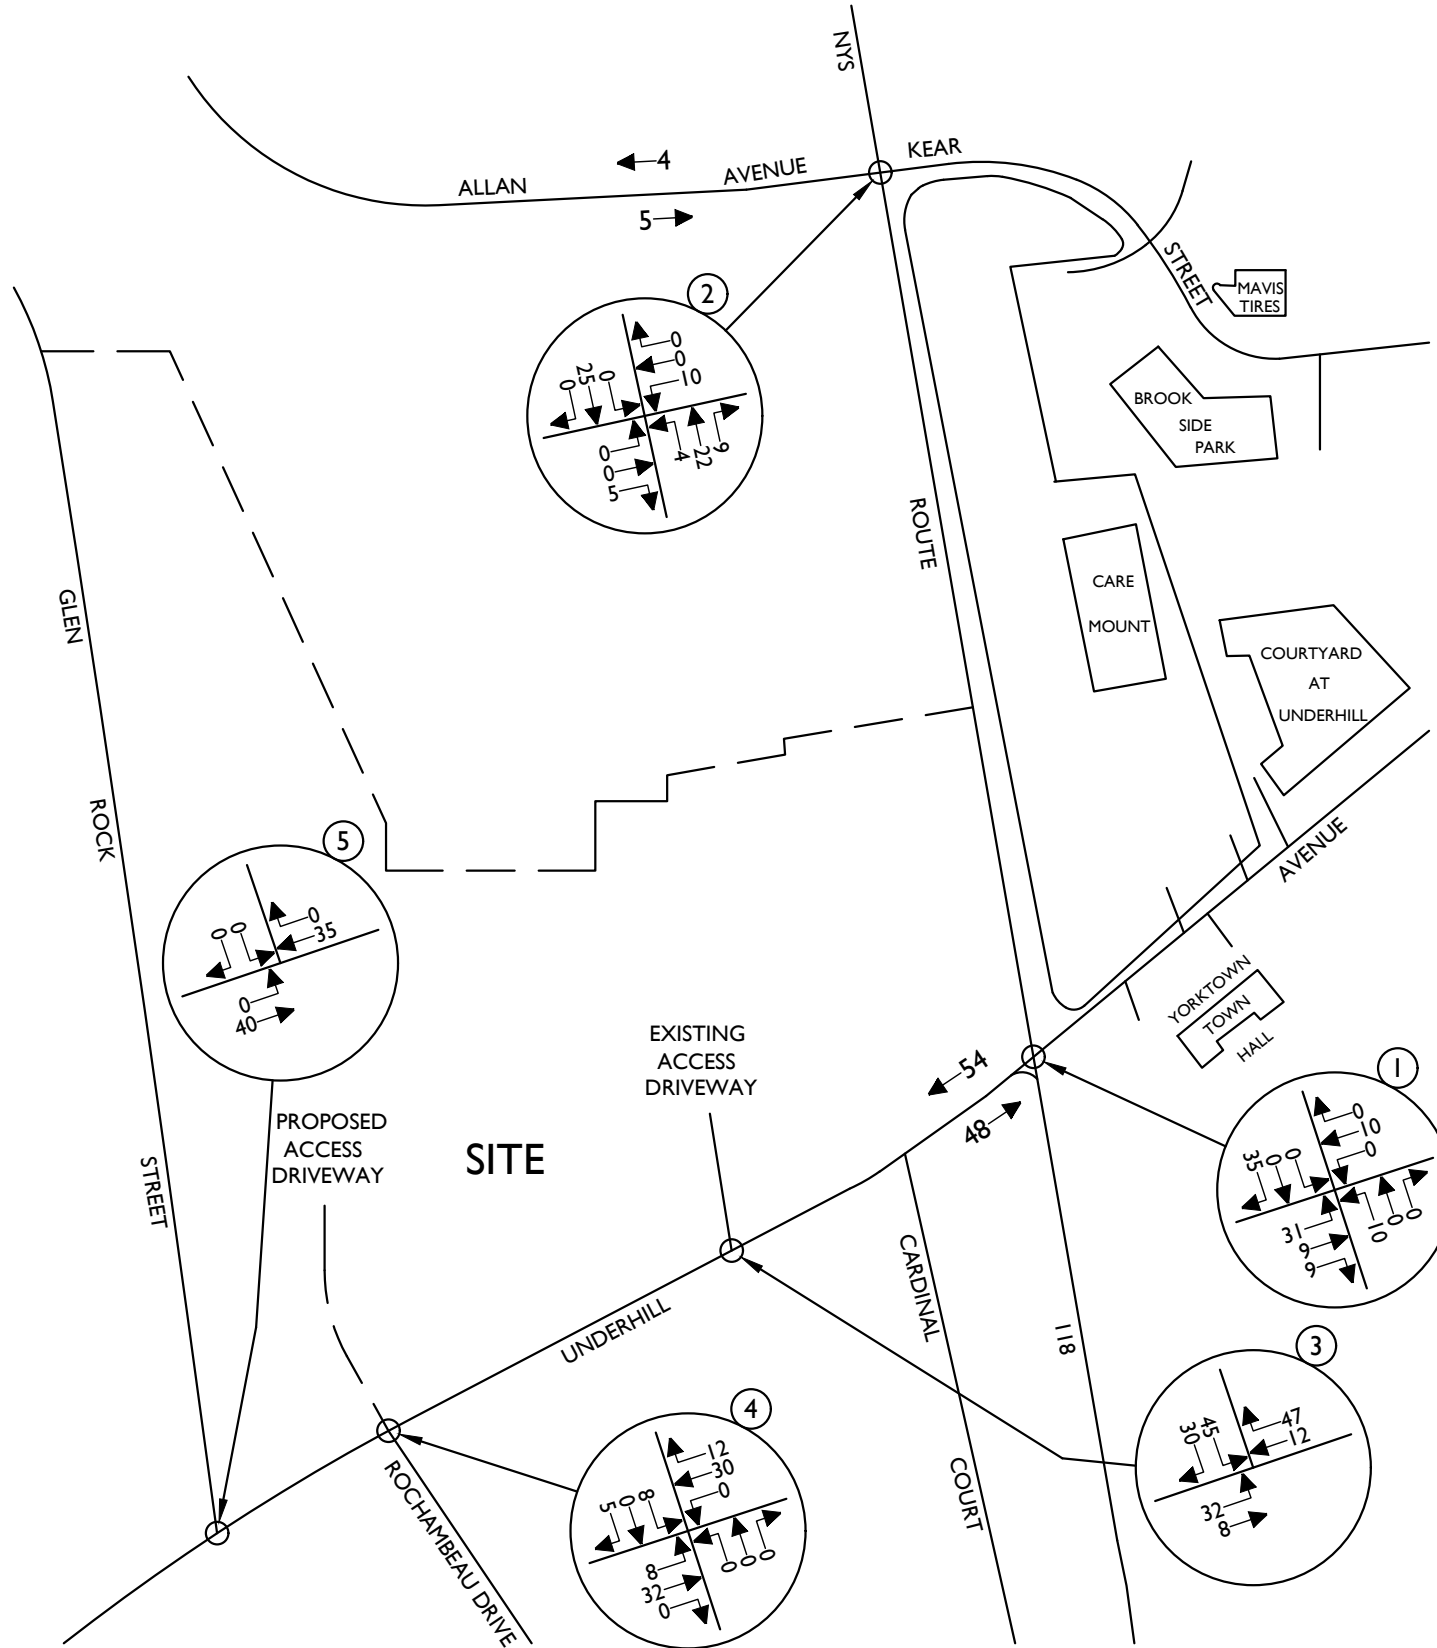 NYS
KEAR
←4
AVENUE
ALLAN
5→
STREET
MAVIS
TIRES
2
0
0
10
0
25
0
0
0
5
4
22
9
BROOK
SIDE
PARK
ROUTE
CARE
MOUNT
GLEN
COURTYARD
AT
UNDERHILL
ROCK
AVENUE
5
0
35
0
0
0
40
YORKTOWN
TOWN
HALL
EXISTING
ACCESS
DRIVEWAY
54
48
1
0
10
0
35
0
0
31
9
9
10
0
0
PROPOSED
ACCESS
DRIVEWAY
SITE
STREET
CARDINAL
UNDERHILL
118
3
47
12
30
45
32
8
4
12
30
0
5
0
8
8
32
0
0
0
0
COURT
ROCHAMBEAU DRIVE